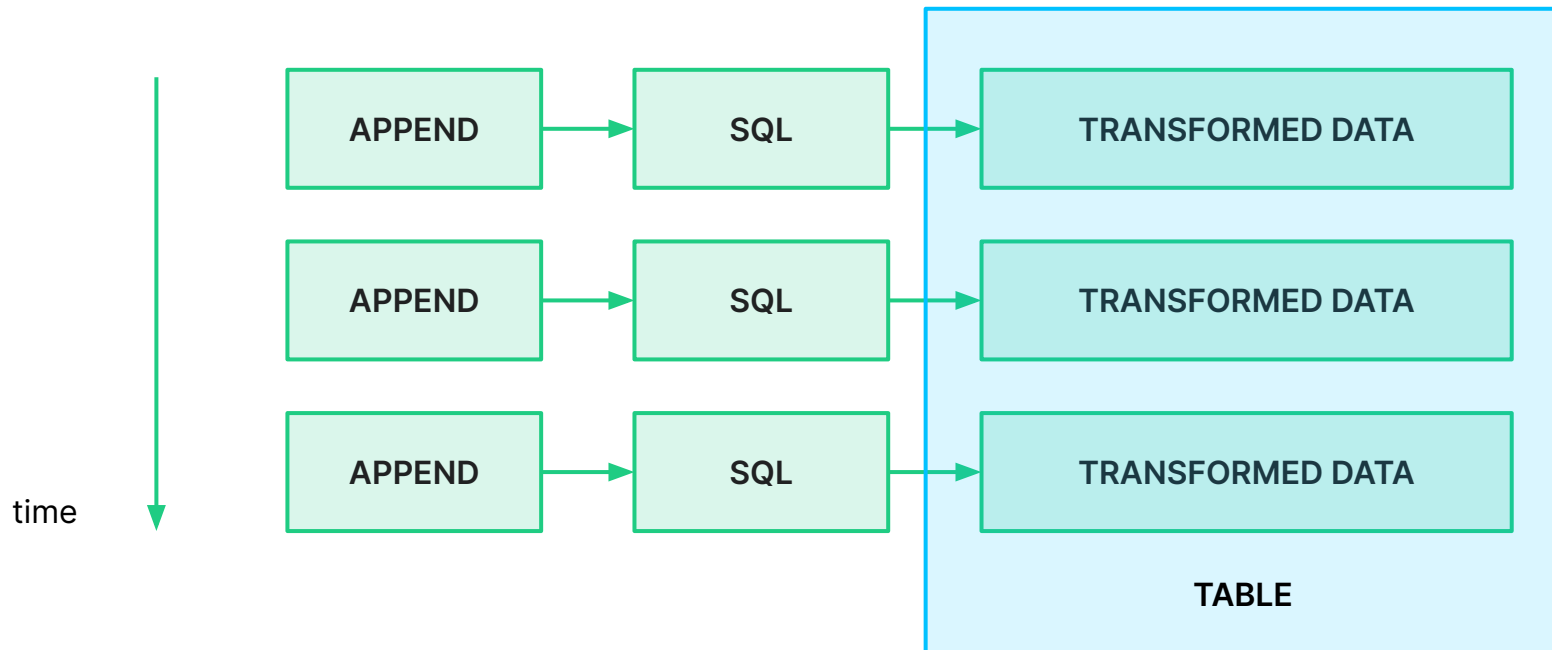 APPEND
SQL
TRANSFORMED DATA
APPEND
SQL
TRANSFORMED DATA
APPEND
SQL
TRANSFORMED DATA
time
TABLE